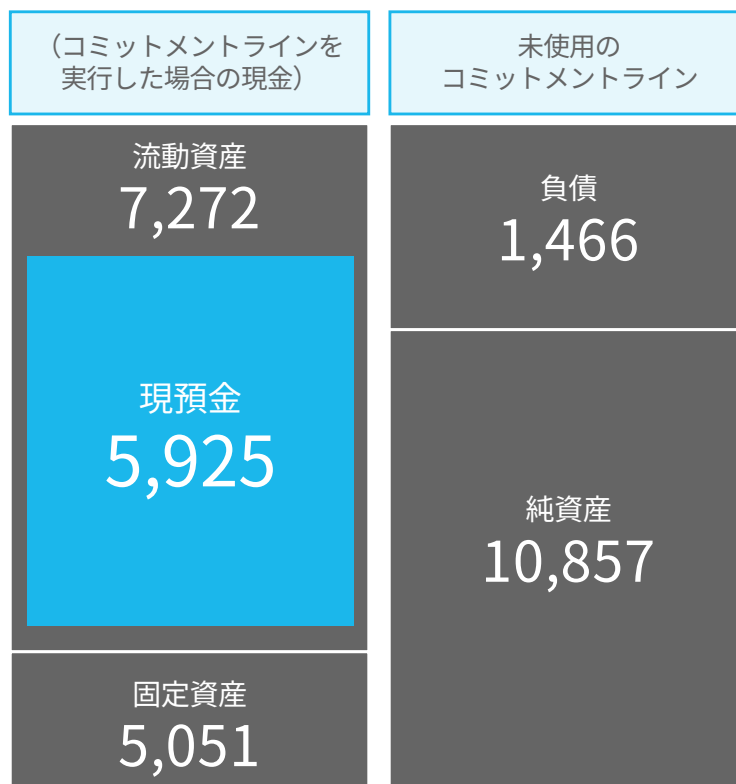 （コミットメントラインを
実行した場合の現金）
未使用の
コミットメントライン
流動資産
7,272
現預金
5,925
固定資産
5,051
負債
1,466
純資産
10,857